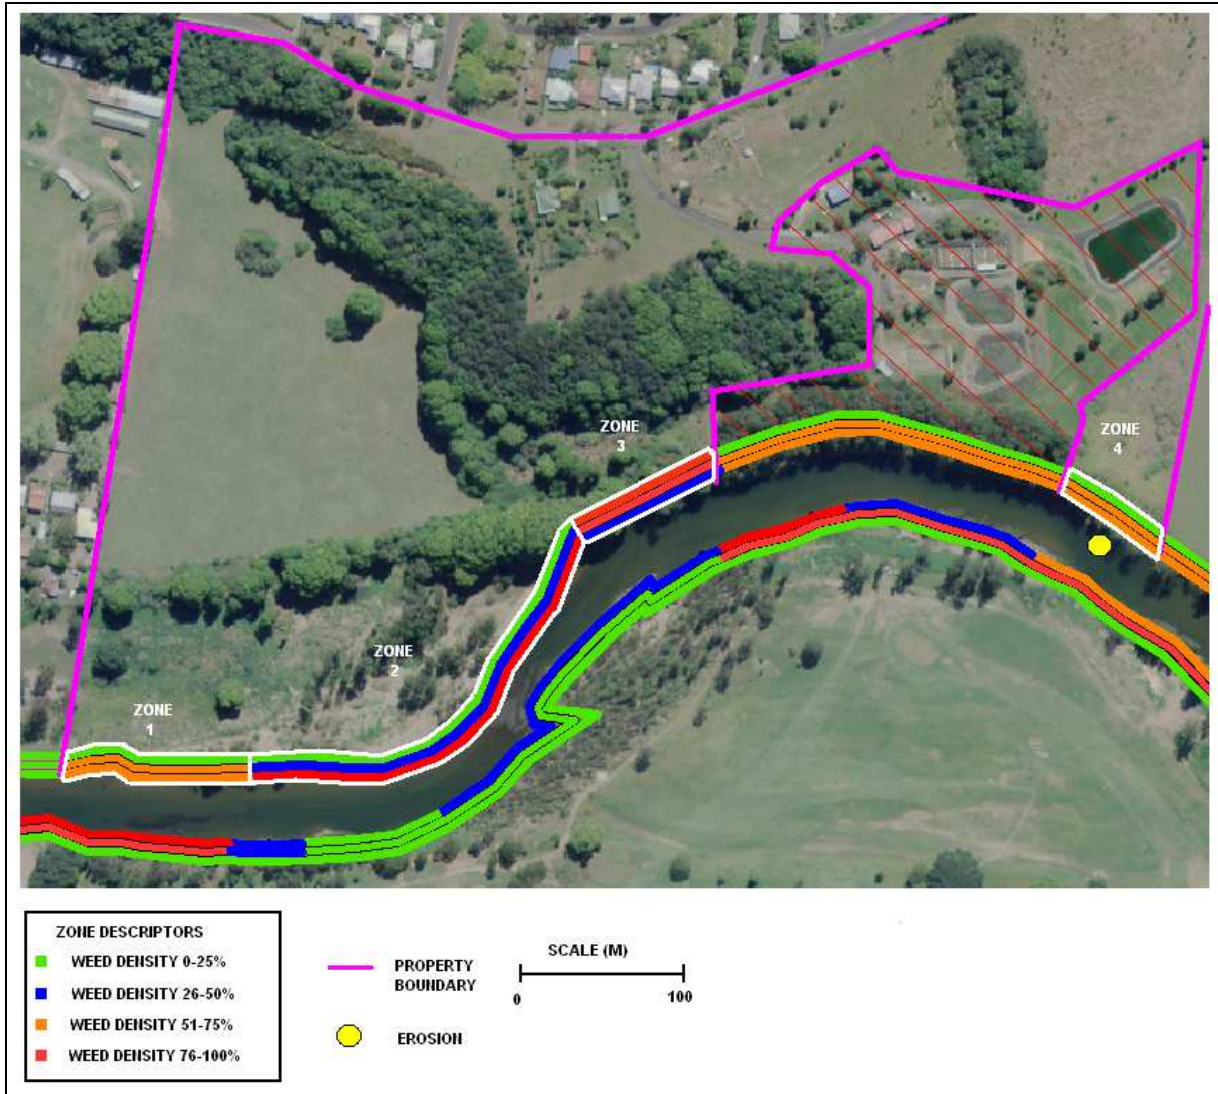 ZONE
3
ZONE
4
ZONE
2
ZONE
1
ZONE DESCRIPTORS
WEED DENSITY 0-25%
WEED DENSITY 26-50%
WEED DENSITY 51-75%
WEED DENSITY 76-100%
PROPERTY
BOUNDARY
EROSION
SCALE (M)
0
100